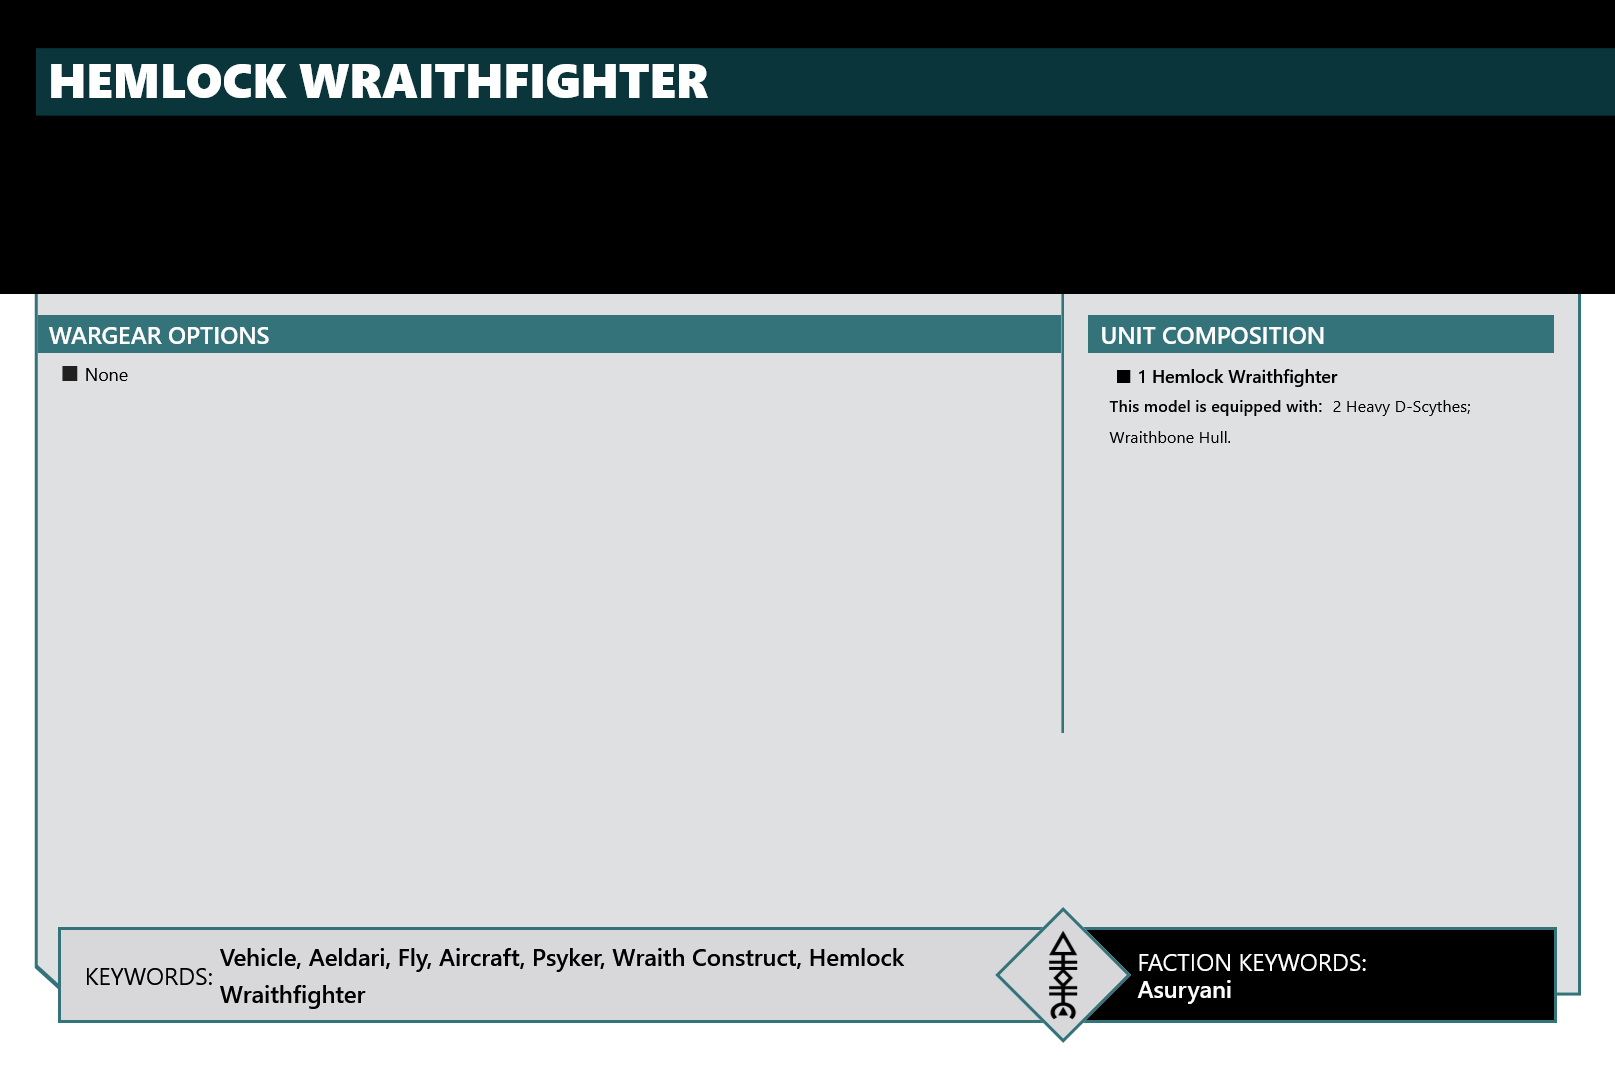 HEMLOCK WRAITHFIGHTER
WARGEAR OPTIONS
■ None
UNIT COMPOSITION
■ 1 Hemlock Wraithfighter
This model is equipped with: 2 Heavy D-Scythes;
Wraithbone Hull.
KEYWORDS:
Vehicle, Aeldari, Fly, Aircraft, Psyker, Wraith Construct, Hemlock
Wraithfighter
FACTION KEYWORDS:
Asuryani